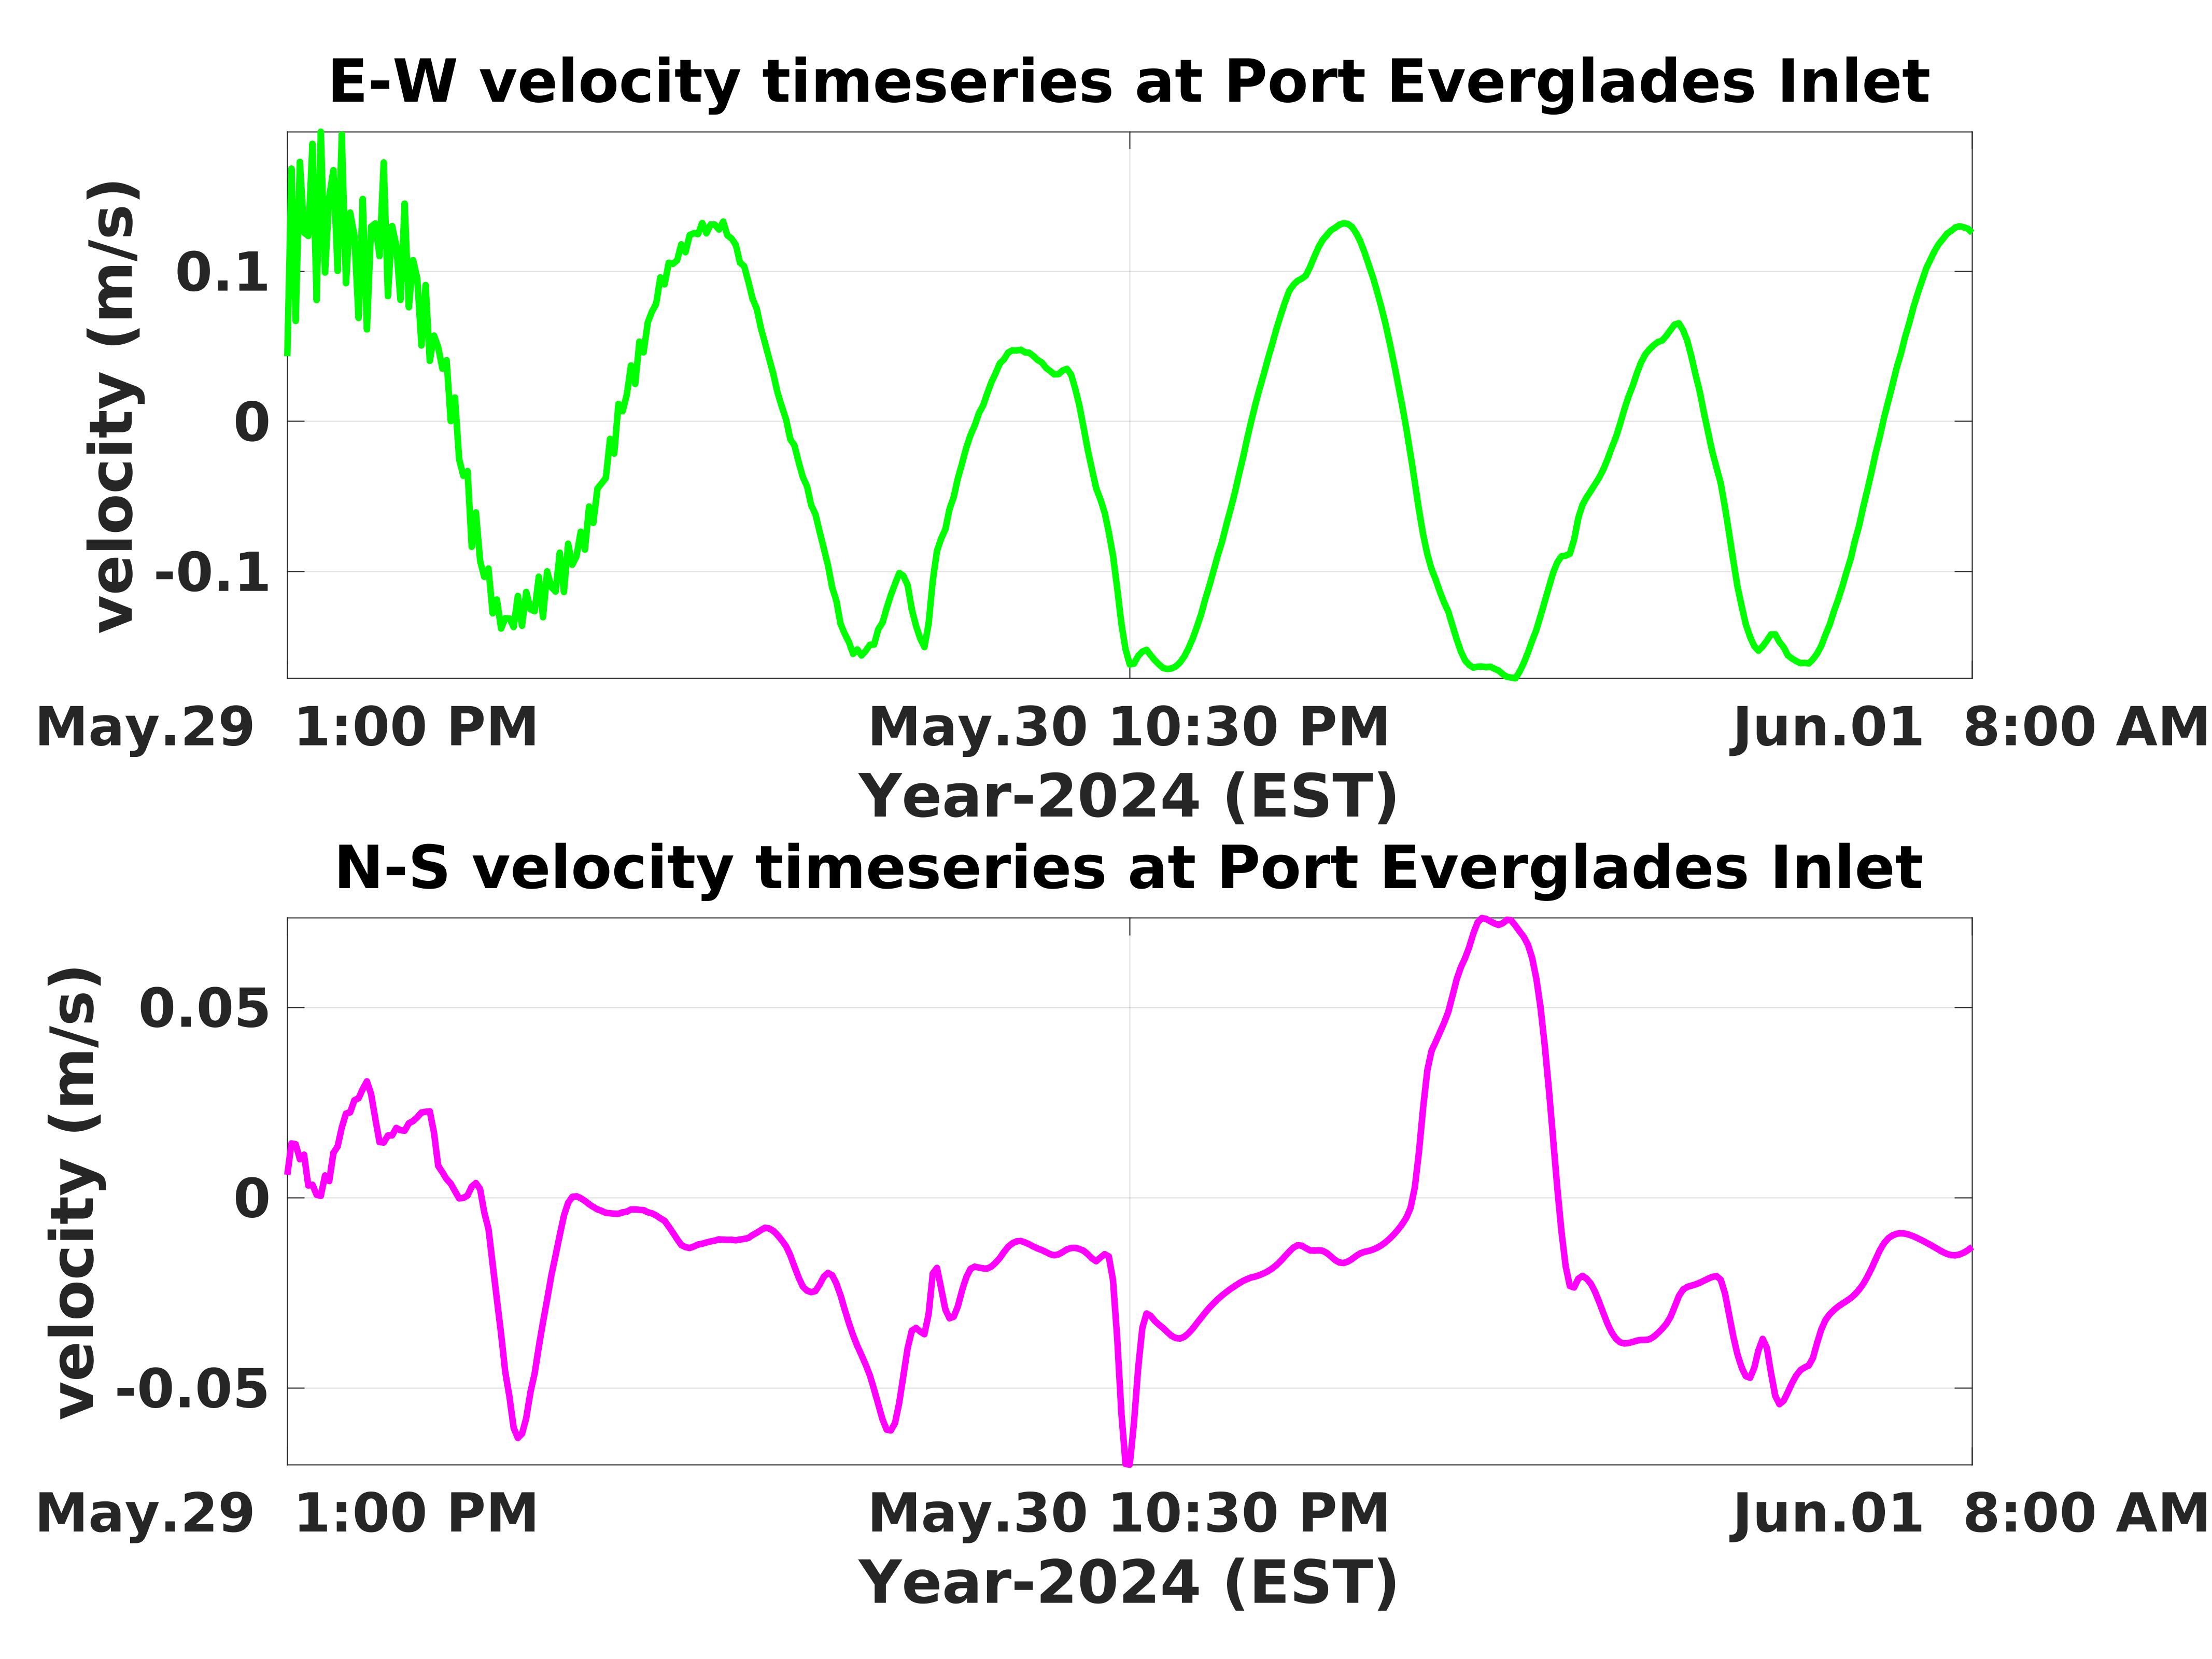 E-W velocity timeseries at Port Everglades Inlet
velocity (m/s)
0.1
0
-0.1
May.29  1:00 PM
May.30 10:30 PM
Jun.01  8:00 AM
Year-2024 (EST)
N-S velocity timeseries at Port Everglades Inlet
velocity (m/s)
0.05
0
-0.05
May.29  1:00 PM
May.30 10:30 PM
Jun.01  8:00 AM
Year-2024 (EST)